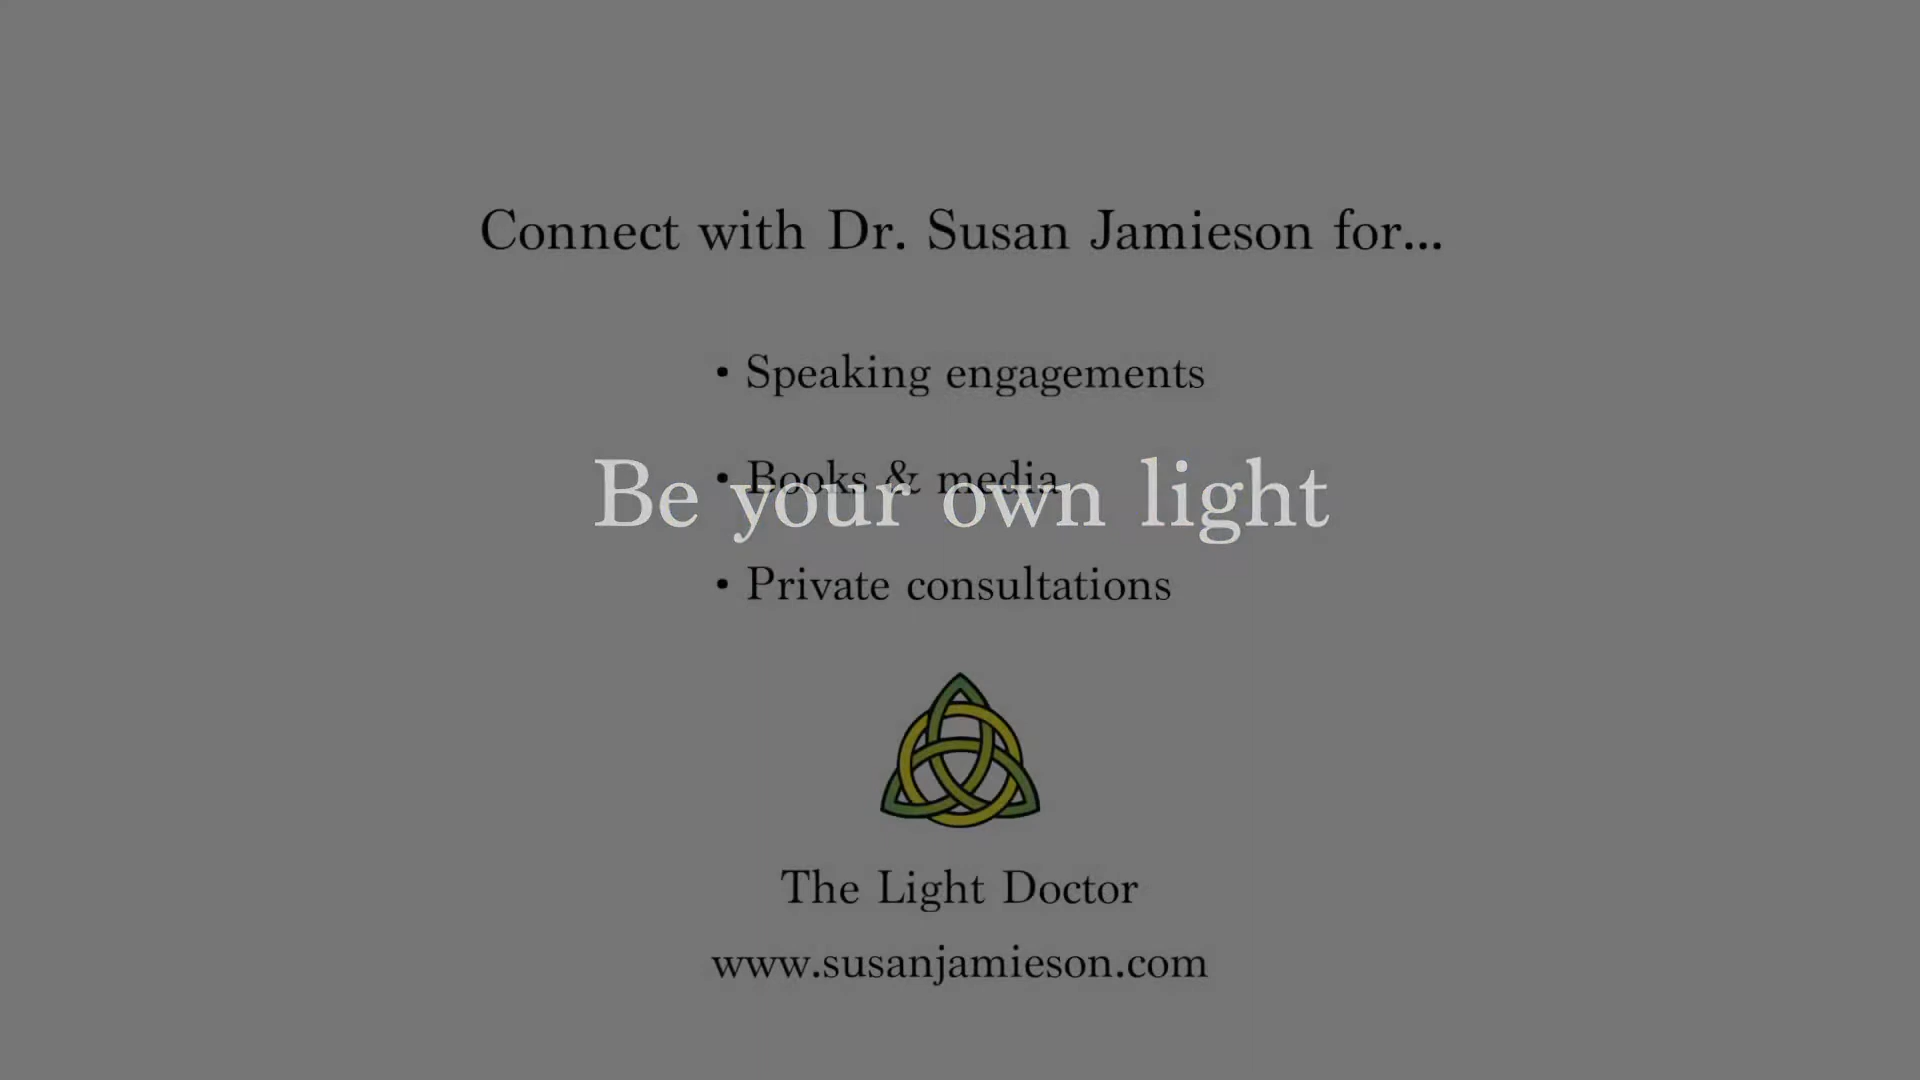 Connect with Dr. Susan Jamieson for...
• Speaking engagements
• Books & media
Be your own light
• Private consultations
The Light Doctor
www.susanjamieson.com